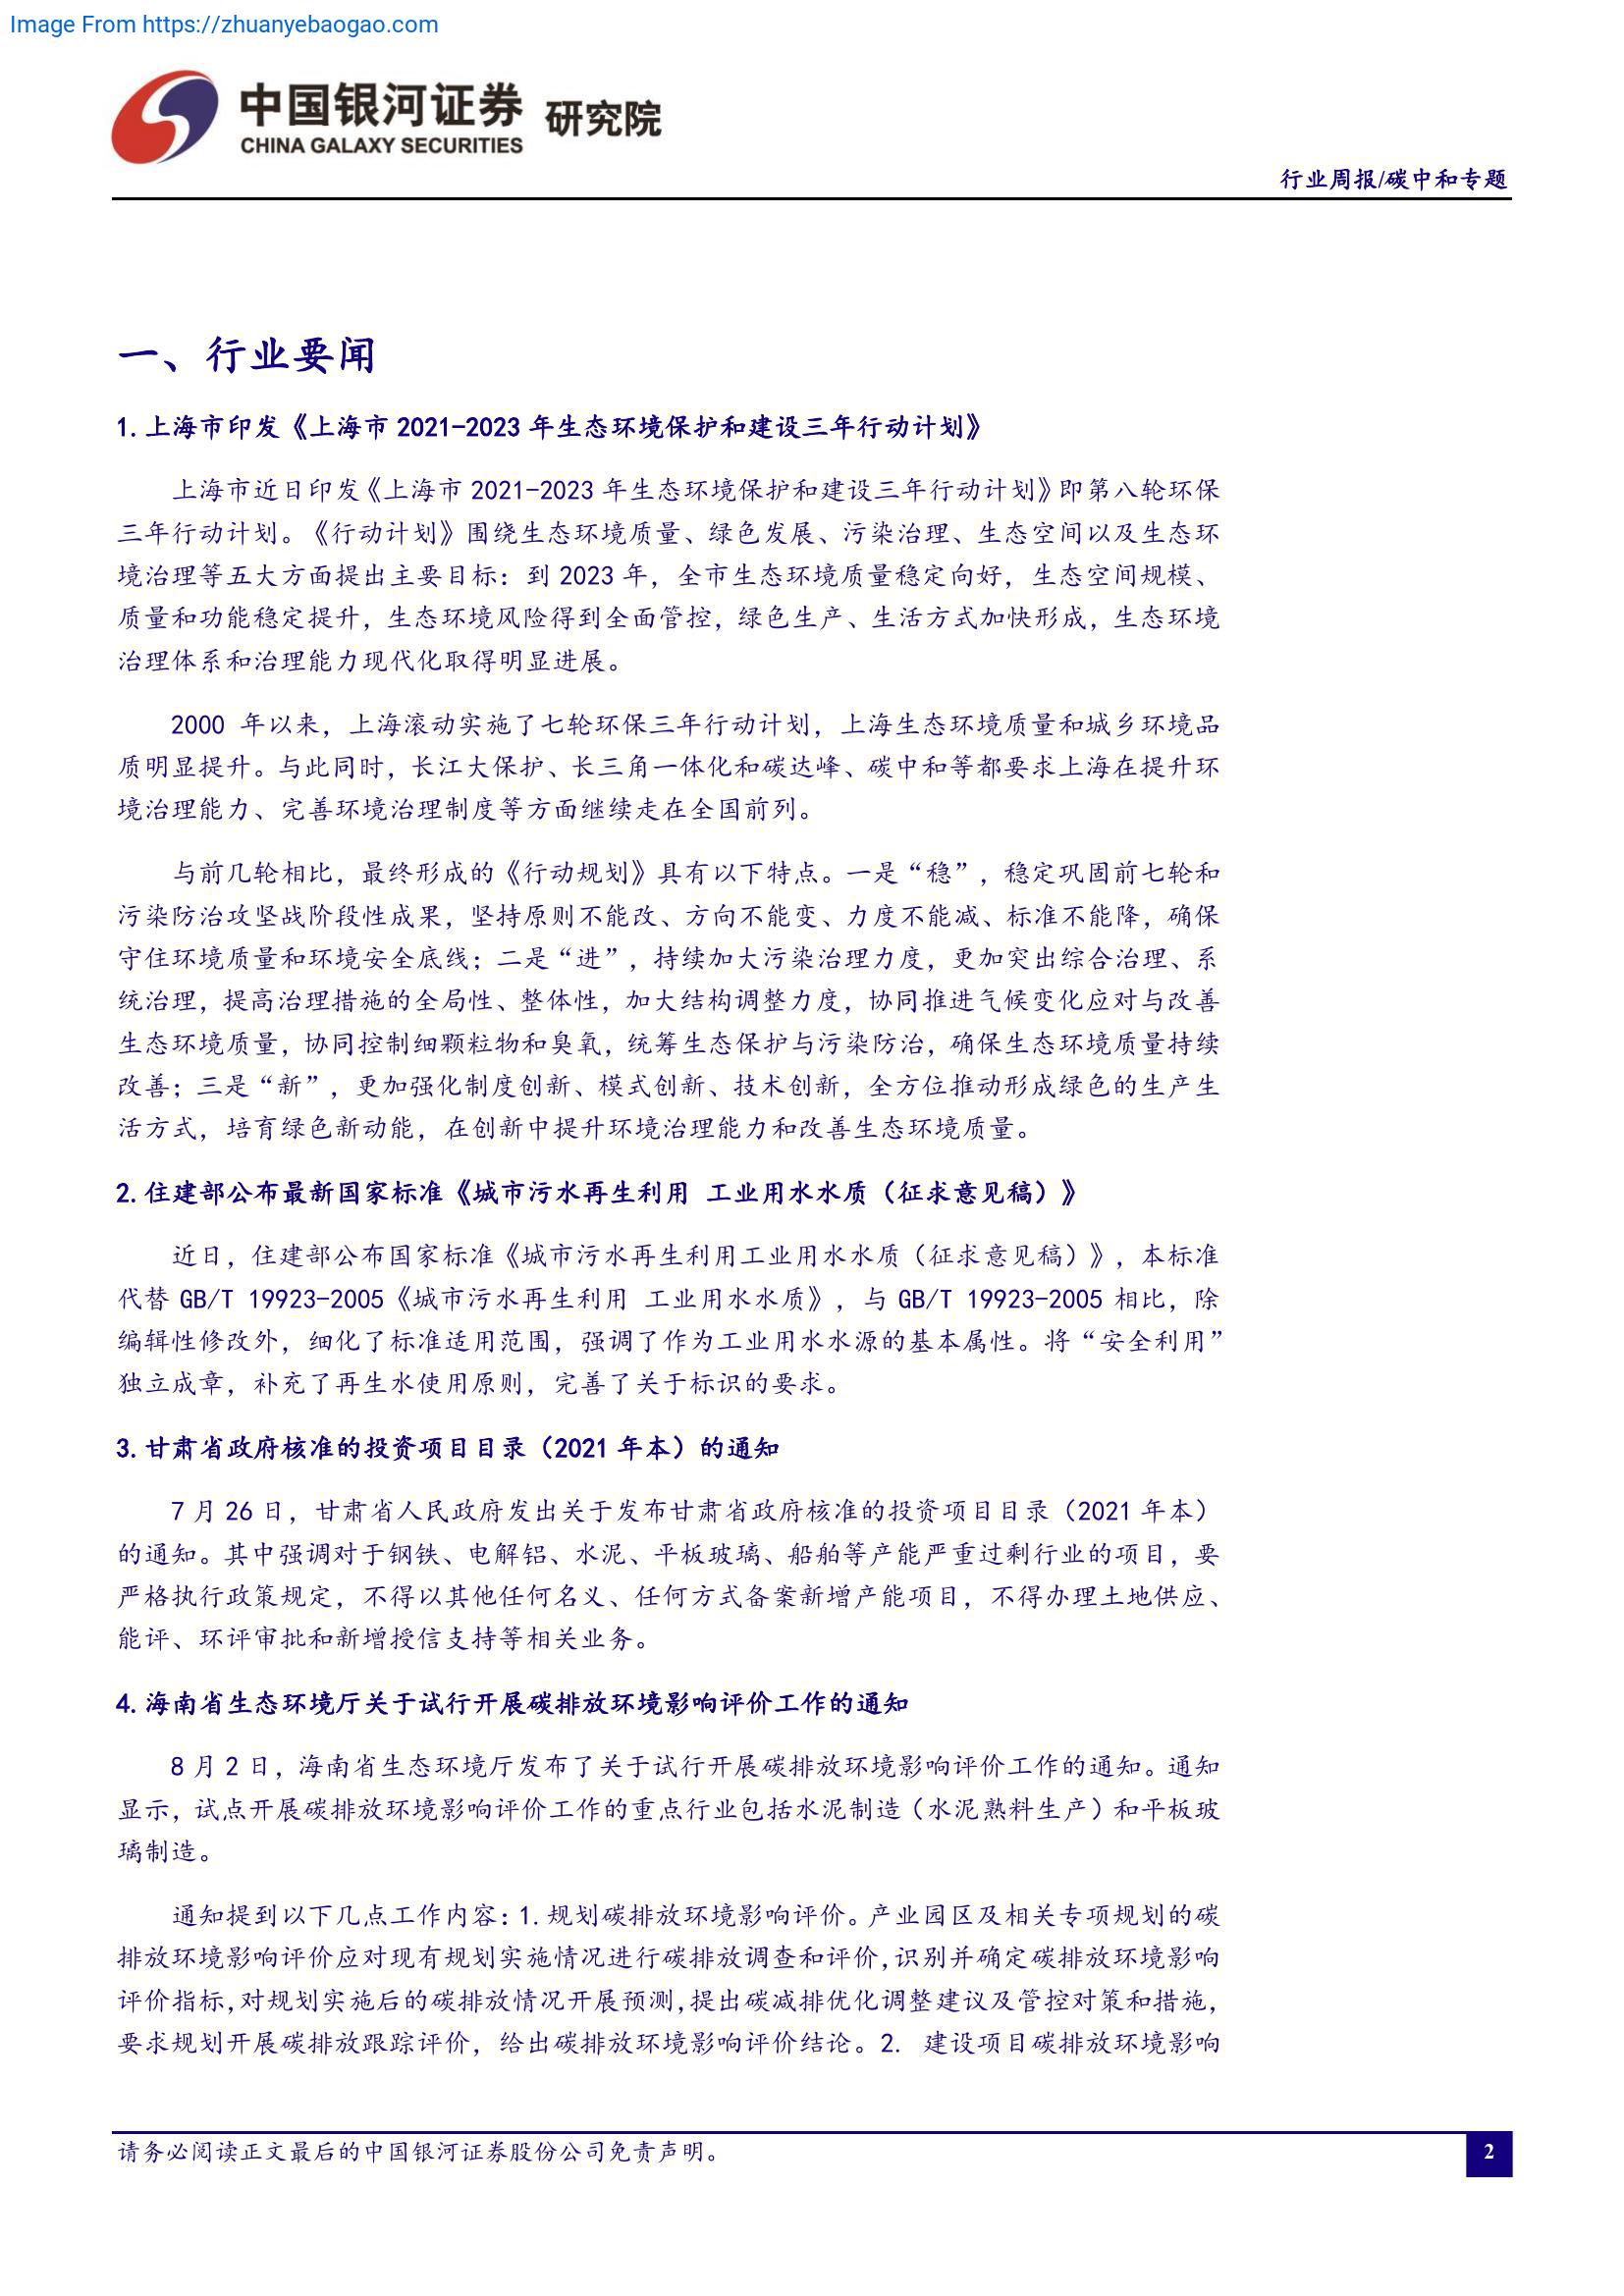 Image From https://zhuanyebaogao.com
中国银河证券 研究院
CHINA GALAXY SECURITIES
行业周报/碳中和专题
一、行业要闻
1.上海市印发《上海市 2021-2023 年生态环境保护和建设三年行动计划》
上海市近日印发《上海市 2021-2023 年生态环境保护和建设三年行动计划》即第八轮环保
三年行动计划。《行动计划》围绕生态环境质量、绿色发展、污染治理、生态空间以及生态环
境治理等五大方面提出主要目标：到 2023 年，全市生态环境质量稳定向好，生态空间规模、
质量和功能稳定提升，生态环境风险得到全面管控，绿色生产、生活方式加快形成，生态环境
治理体系和治理能力现代化取得明显进展。
2000 年以来，上海滚动实施了七轮环保三年行动计划，上海生态环境质量和城乡环境品
质明显提升。与此同时，长江大保护、长三角一体化和碳达峰、碳中和等都要求上海在提升环
境治理能力、完善环境治理制度等方面继续走在全国前列。
与前几轮相比，最终形成的《行动规划》具有以下特点。一是“稳”，稳定巩固前七轮和
污染防治攻坚战阶段性成果，坚持原则不能改、方向不能变、力度不能减、标准不能降，确保
守住环境质量和环境安全底线；二是“进”，持续加大污染治理力度，更加突出综合治理、系
统治理，提高治理措施的全局性、整体性，加大结构调整力度，协同推进气候变化应对与改善
生态环境质量，协同控制细颗粒物和臭氧，统筹生态保护与污染防治，确保生态环境质量持续
改善；三是“新”，更加强化制度创新、模式创新、技术创新，全方位推动形成绿色的生产生
活方式，培育绿色新动能，在创新中提升环境治理能力和改善生态环境质量。
2.住建部公布最新国家标准《城市污水再生利用 工业用水水质（征求意见稿）》
近日，住建部公布国家标准《城市污水再生利用工业用水水质（征求意见稿）》，本标准
代替 GB/T 19923-2005《城市污水再生利用 工业用水水质》，与 GB/T 19923-2005 相比，除
编辑性修改外，细化了标准适用范围，强调了作为工业用水水源的基本属性。将“安全利用”
独立成章，补充了再生水使用原则，完善了关于标识的要求。
3.甘肃省政府核准的投资项目目录（2021 年本）的通知
7 月 26 日，甘肃省人民政府发出关于发布甘肃省政府核准的投资项目目录（2021 年本）
的通知。其中强调对于钢铁、电解铝、水泥、平板玻璃、船舶等产能严重过剩行业的项目，要
严格执行政策规定，不得以其他任何名义、任何方式备案新增产能项目，不得办理土地供应、
能评、环评审批和新增授信支持等相关业务。
4.海南省生态环境厅关于试行开展碳排放环境影响评价工作的通知
8 月 2 日，海南省生态环境厅发布了关于试行开展碳排放环境影响评价工作的通知。通知
显示，试点开展碳排放环境影响评价工作的重点行业包括水泥制造（水泥熟料生产）和平板玻
璃制造。
通知提到以下几点工作内容：1.规划碳排放环境影响评价。产业园区及相关专项规划的碳
排放环境影响评价应对现有规划实施情况进行碳排放调查和评价,识别并确定碳排放环境影响
评价指标,对规划实施后的碳排放情况开展预测,提出碳减排优化调整建议及管控对策和措施,
要求规划开展碳排放跟踪评价，给出碳排放环境影响评价结论。2. 建设项目碳排放环境影响
请务必阅读正文最后的中国银河证券股份公司免责声明。
2